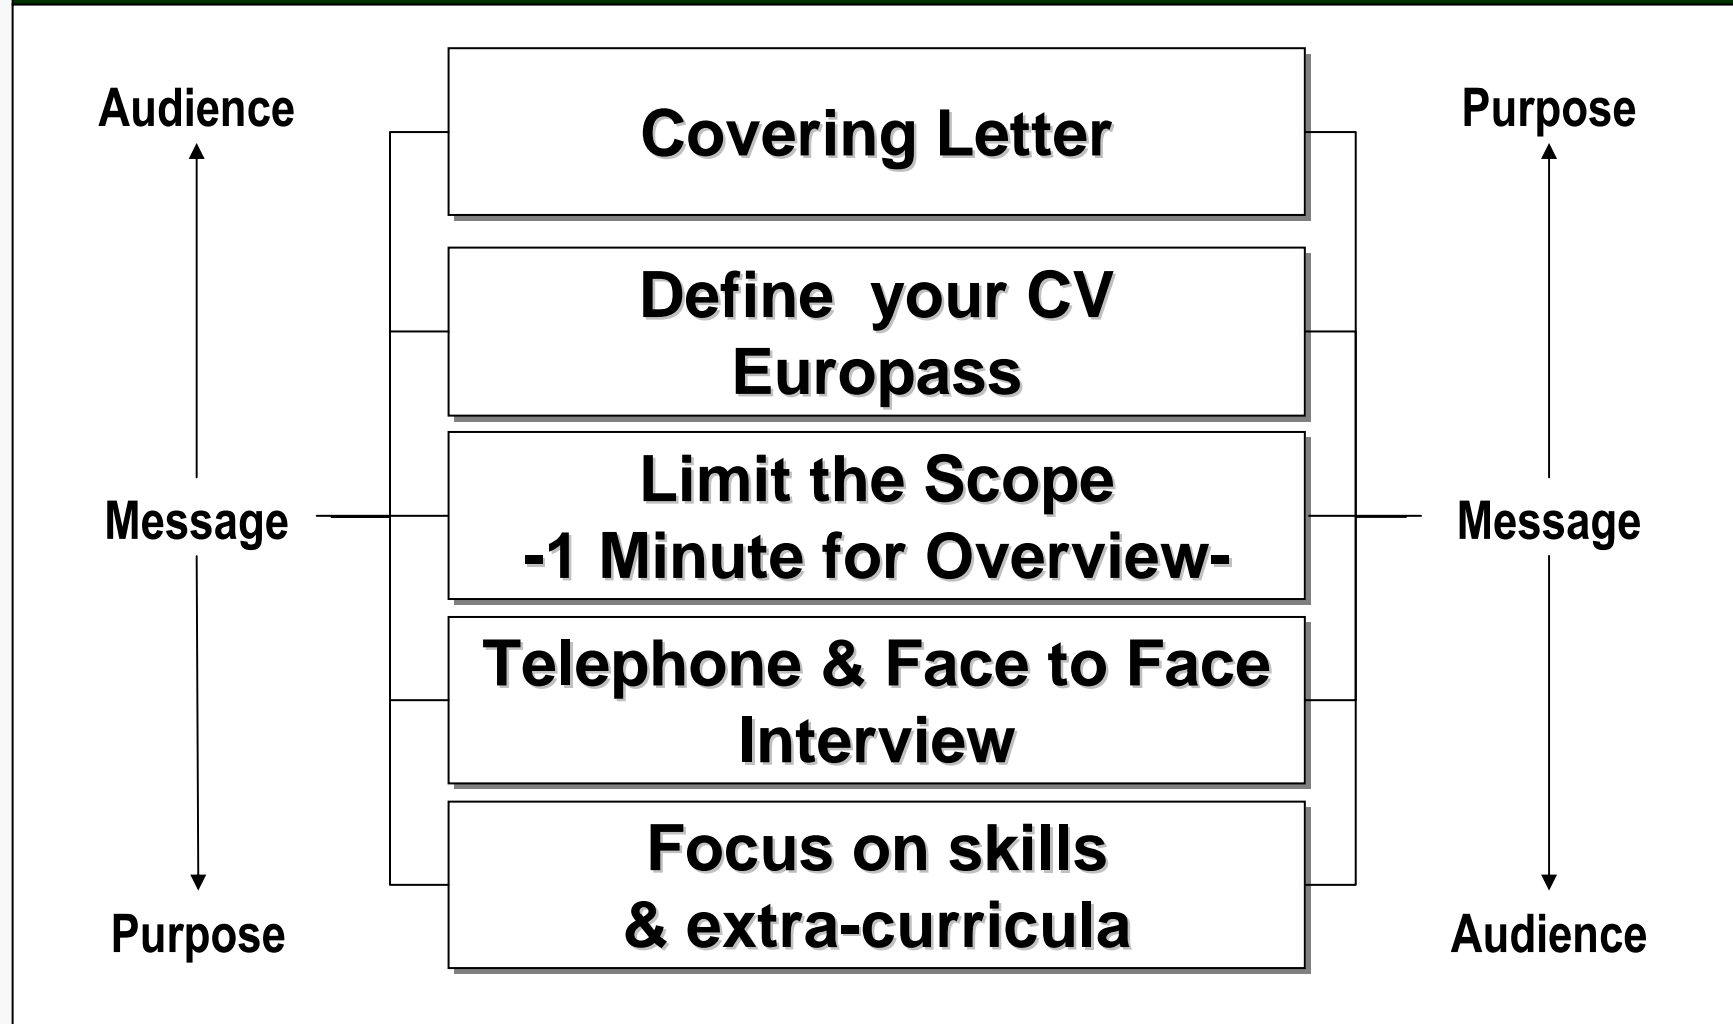 Audience
Message
Purpose
Covering Letter
Define your CV
Europass
Limit the Scope
-1 Minute for Overview-
Telephone & Face to Face
Interview
Focus on skills
& extra-curricula
Purpose
Message
Audience